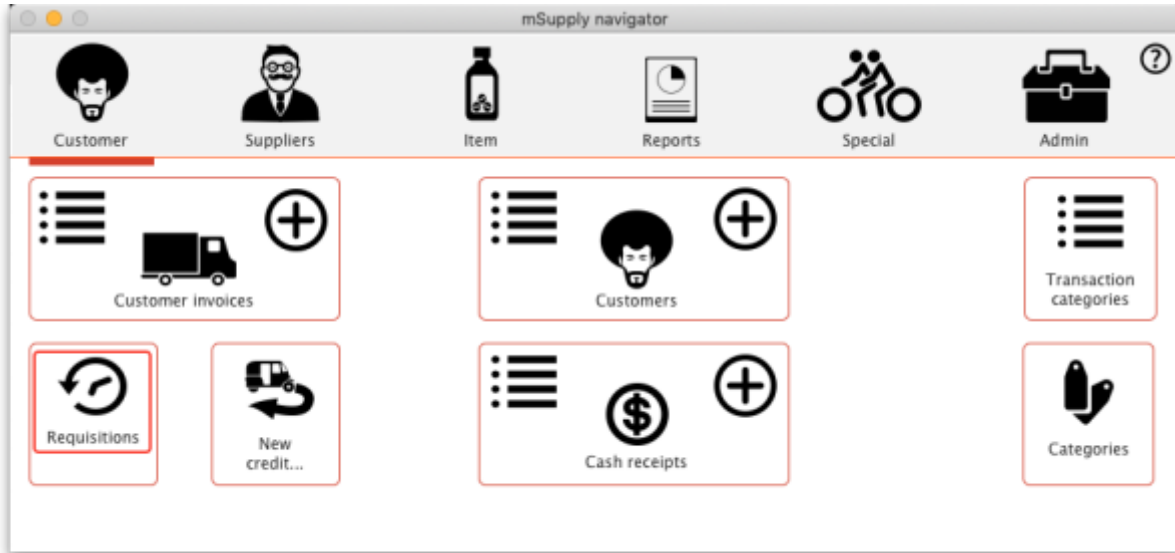 mSupply navigator
?
Customer
Suppliers
Item
Reports
Special
Admin
Customer invoices
Customers
Transaction
categories
Requisitions
New
credit...
$
Cash receipts
Categories